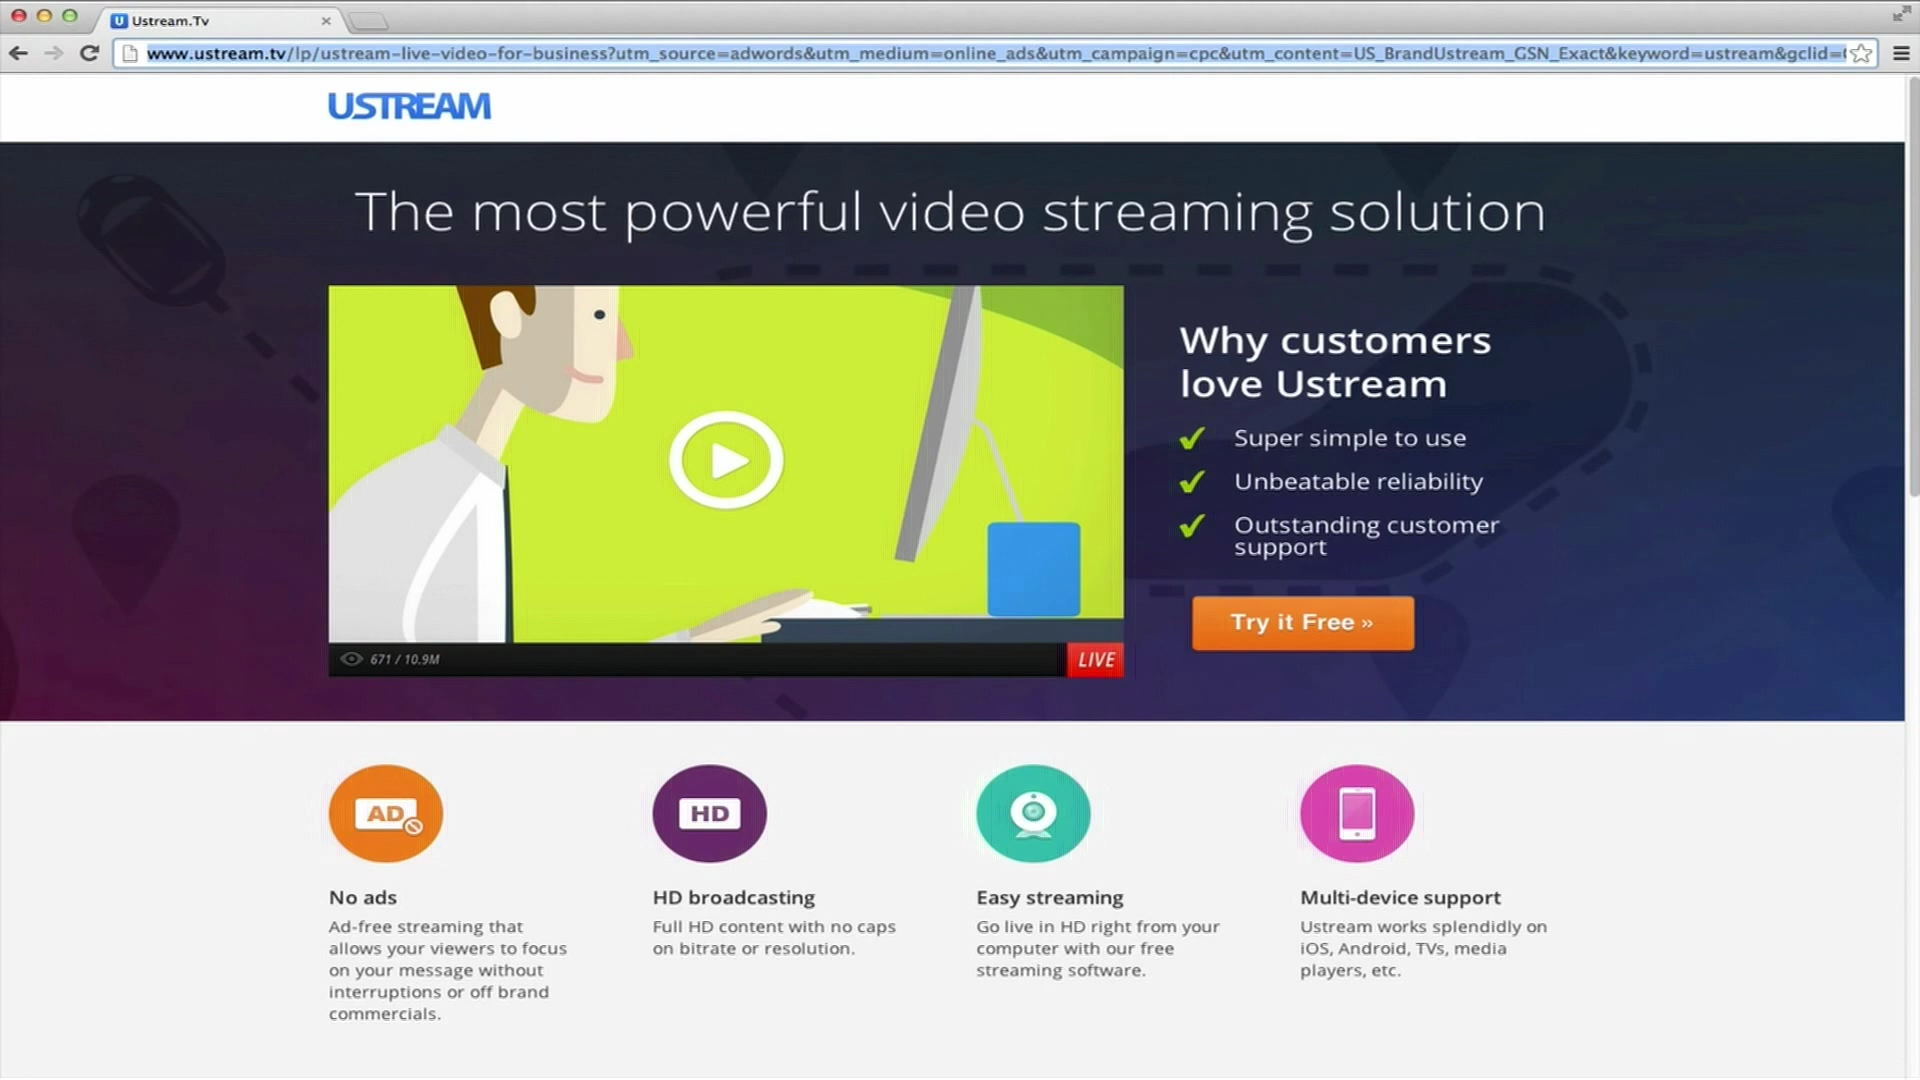 Ustream.Tv
www.ustream.tv/lp/ustream-live-video-for-business?utm_source=adwords&utm_medium=online_ads&utm_campaign=cpc&utm_content=US_BrandUstream_GSN_Exact&keyword=ustream&gclid=
USTREAM
The most powerful video streaming solution
Why customers
love Ustream
Super simple to use
Unbeatable reliability
Outstanding customer
support
Try it Free »
671 / 10.9M
LIVE
AD
HD
No ads
Ad-free streaming that
allows your viewers to focus
on your message without
interruptions or off brand
commercials.
HD broadcasting
Full HD content with no caps
on bitrate or resolution.
Easy streaming
Go live in HD right from your
computer with our free
streaming software.
Multi-device support
Ustream works splendidly on
iOS, Android, TVs, media
players, etc.